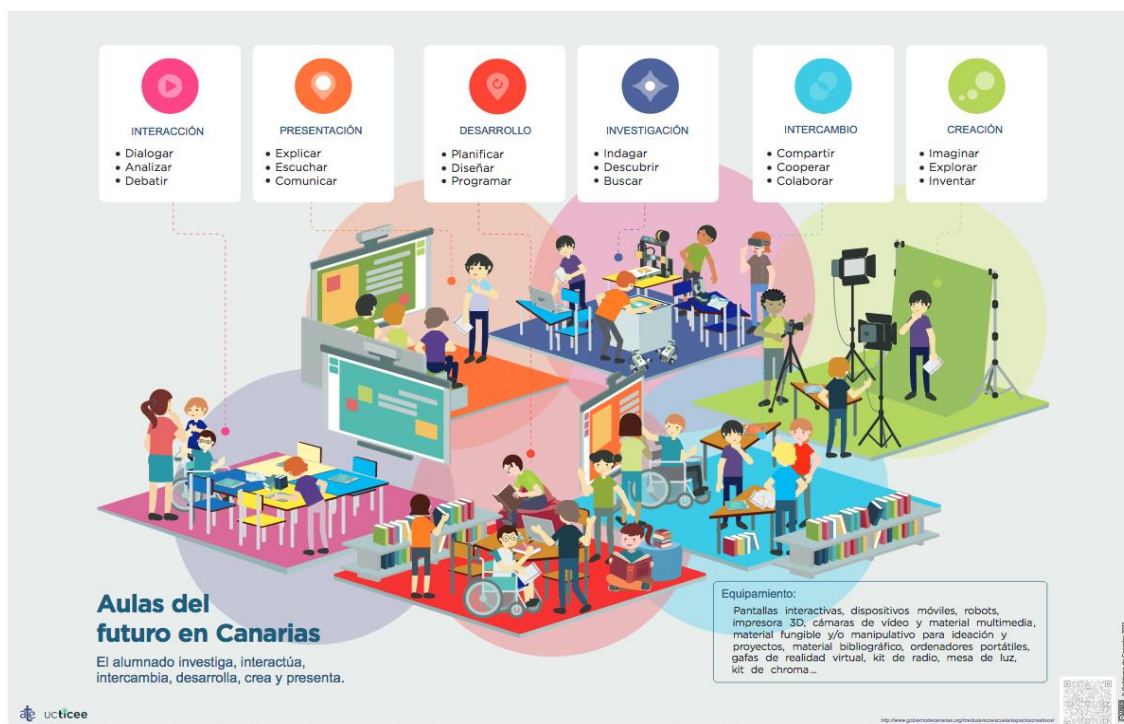 INTERACCIÓN
• Dialogar
• Analizar
• Debatir
PRESENTACIÓN
• Explicar
• Escuchar
• Comunicar
DESARROLLO
• Planificar
• Diseñar
• Programar
INVESTIGACIÓN
• Indagar
• Descubrir
• Buscar
INTERCAMBIO
• Compartir
• Cooperar
• Colaborar
CREACIÓN
• Imaginar
• Explorar
• Inventar
Aulas del
futuro en Canarias
El alumnado investiga, interactúa,
intercambia, desarrolla, crea y presenta.
Equipamiento:
Pantallas interactivas, dispositivos móviles, robots,
impresora 3D, cámaras de vídeo y material multimedia,
material fungible y/o manipulativo para ideación y
proyectos, material bibliográfico, ordenadores portátiles,
gafas de realidad virtual, kit de radio, mesa de luz,
kit de chroma...
ate ucticee